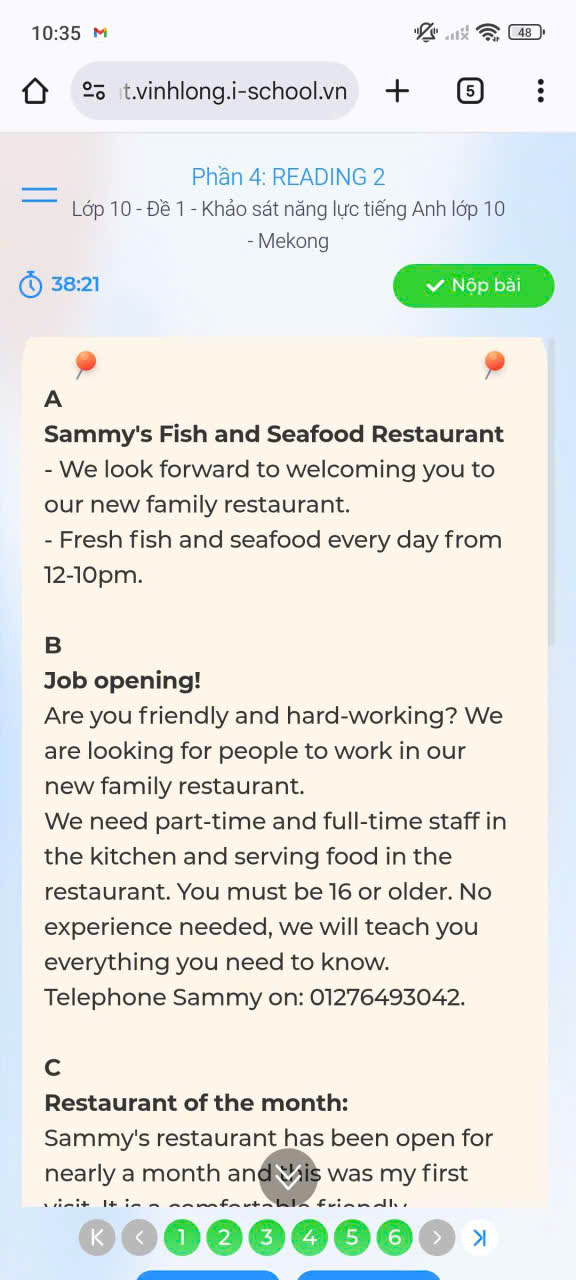 10:35
48
t.vinhlong.i-school.vn
5
Phần 4: READING 2
Lớp 10 - Đề 1 - Khảo sát năng lực tiếng Anh lớp 10
- Mekong
38:21
Nộp bài
A
Sammy's Fish and Seafood Restaurant
- We look forward to welcoming you to
our new family restaurant.
- Fresh fish and seafood every day from
12-10pm.
B
Job opening!
Are you friendly and hard-working? We
are looking for people to work in our
new family restaurant.
We need part-time and full-time staff in
the kitchen and serving food in the
restaurant. You must be 16 or older. No
experience needed, we will teach you
everything you need to know.
Telephone Sammy on: 01276493042.
C
Restaurant of the month:
Sammy's restaurant has been open for
nearly a month and this was my first
visit. It is a comfortable friendly
1 2 3 4 5 6